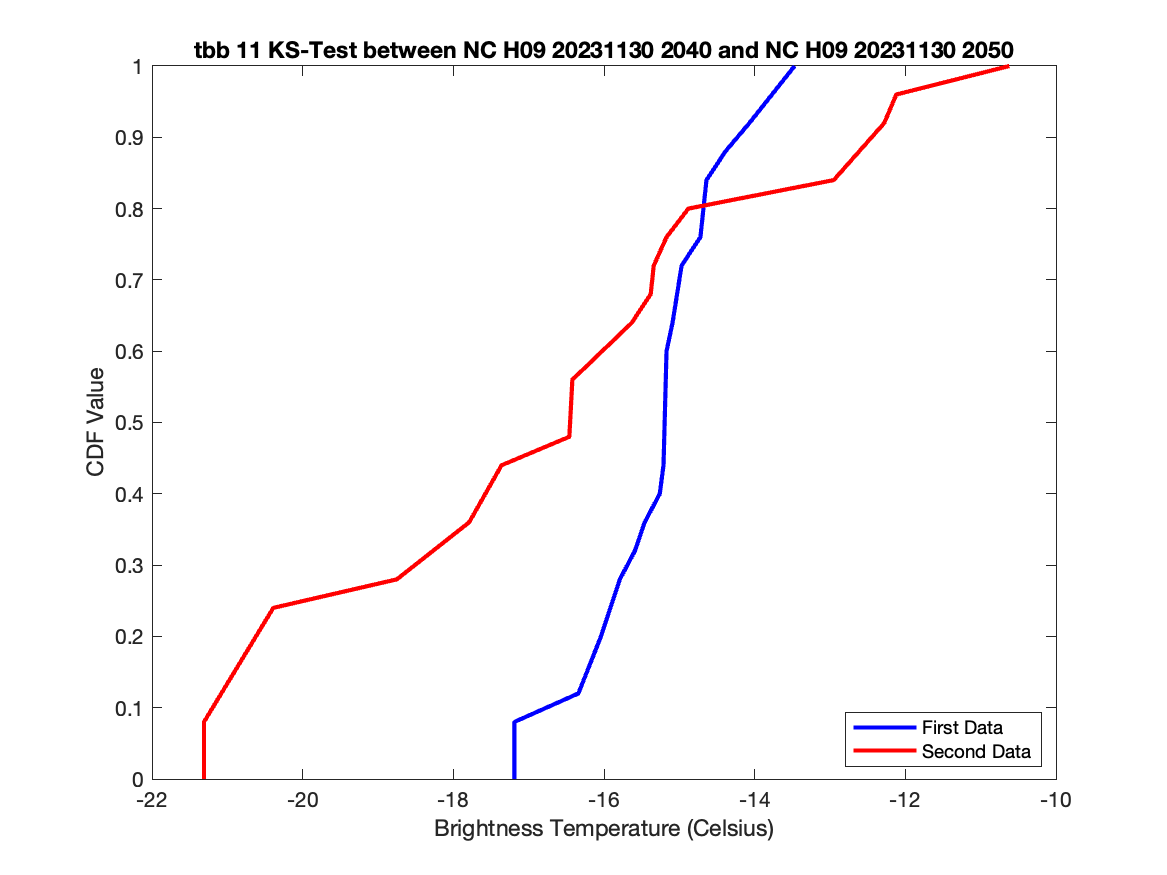 tbb 11 KS-Test between NC H09 20231130 2040 and NC H09 20231130 2050
1
0.9
0.8
0.7
0.6
0.5
0.4
0.3
0.2
0.1
0
CDF Value
First Data
Second Data
-22 -20 -18 -16 -14 -12 -10
Brightness Temperature (Celsius)